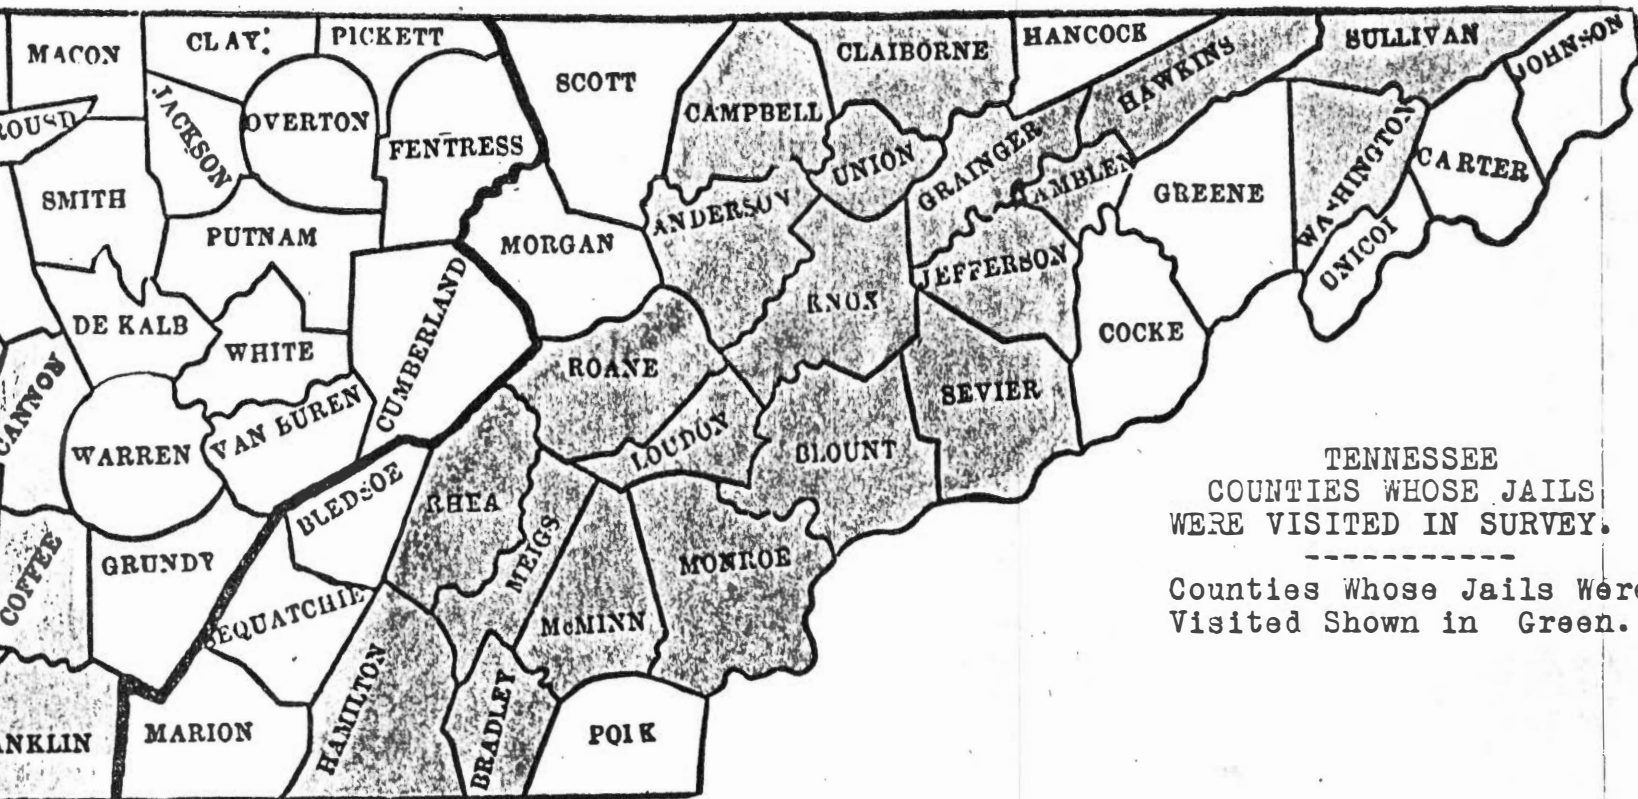 MACON
CLAY.
PICKETT
SCOTT
CLAIBORNE
HANCOCK
SULLIVAN
JOHNSON
HAWKINS
CAMPBELL
JACKSON
OVERTON
FENTRESS
UNION
GRAINGER
AMBLEN
WASHINGTON
CARTER
GREENE
SMITH
PUTNAM
MORGAN
ANDERSON
UNICOI
JEFFERSON
KNOX
COCKE
DE KALB
WHITE
CUMBERLAND
ROANE
SEVIER
CANNON
WARREN
VAN BUREN
LOUDON
BLOUNT
BLEDSOE
RHEA
MEIGS
MONROE
COFFEE
GRUNDY
EQUATCHIE
McMINN
HAMILTON
BRADLEY
POLK
MARION
NKLIN
TENNESSEE
COUNTIES WHOSE JAILS
WERE VISITED IN SURVEY.
-----------
Counties Whose Jails Were
Visited Shown in Green.